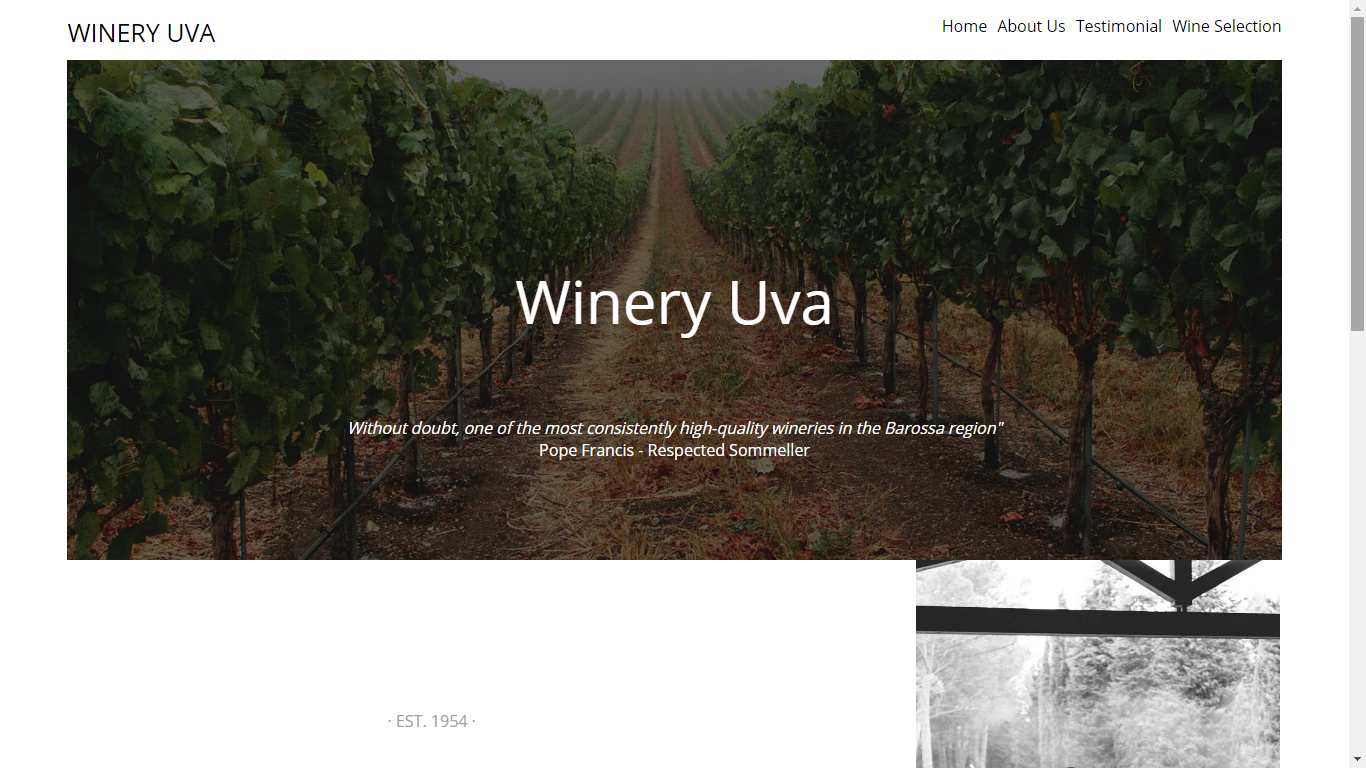 WINERY UVA
Home About Us Testimonial Wine Selection
Winery Uva
Without doubt, one of the most consistently high-quality wineries in the Barossa region"
Pope Francis - Respected Sommeller
· EST. 1954 ·